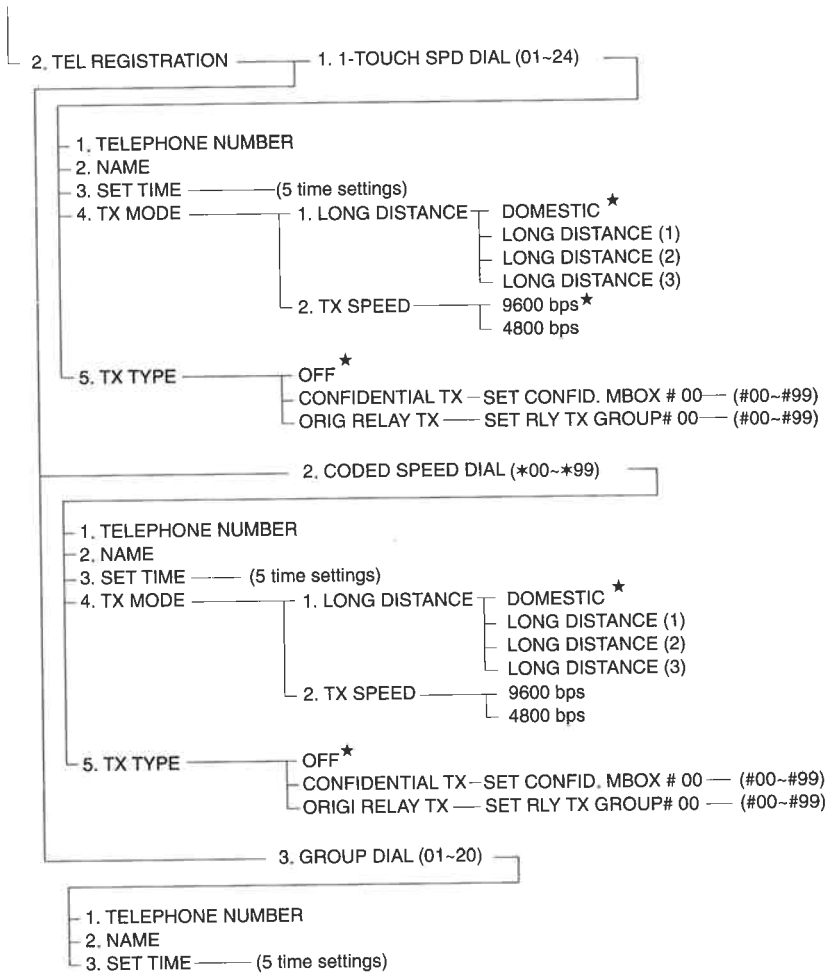 2. TEL REGISTRATION 1. 1-TOUCH SPD DIAL (01~24)
1. TELEPHONE NUMBER
2. NAME
3. SET TIME (5 time settings)
4. TX MODE 1. LONG DISTANCE DOMESTIC ★
LONG DISTANCE (1)
LONG DISTANCE (2)
LONG DISTANCE (3)
2. TX SPEED 9600 bps★
4800 bps
5. TX TYPE OFF★
CONFIDENTIAL TX SET CONFID. MBOX # 00 (#00~#99)
ORIG RELAY TX SET RLY TX GROUP# 00 (#00~#99)
2. CODED SPEED DIAL (∗00~∗99)
1. TELEPHONE NUMBER
2. NAME
3. SET TIME (5 time settings)
4. TX MODE 1. LONG DISTANCE DOMESTIC ★
LONG DISTANCE (1)
LONG DISTANCE (2)
LONG DISTANCE (3)
2. TX SPEED 9600 bps
4800 bps
5. TX TYPE OFF★
CONFIDENTIAL TX SET CONFID. MBOX # 00 (#00~#99)
ORIGI RELAY TX SET RLY TX GROUP# 00 (#00~#99)
3. GROUP DIAL (01~20)
1. TELEPHONE NUMBER
2. NAME
3. SET TIME (5 time settings)